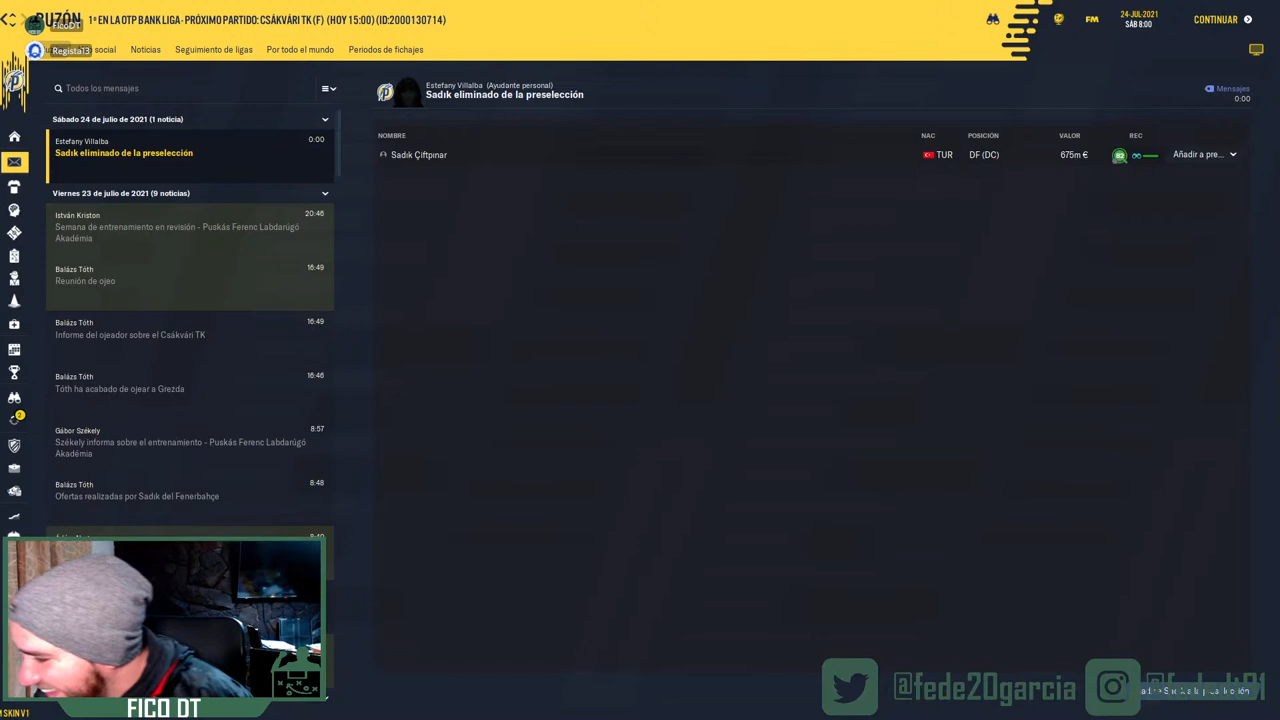 BUZÓN
1º EN LA OTP BANK LIGA - PRÓXIMO PARTIDO: CSÁKVÁRI TK (F) (HOY 15:00) (ID:2000130714)
FicoDT
FM
24-JUL-2021
SÁB 8:00
CONTINUAR
Regista13
social
Noticias
Seguimiento de ligas
Por todo el mundo
Periodos de fichajes
Todos los mensajes
Sábado 24 de julio de 2021 (1 noticia)
Estefany Villalba
0:00
Sadık eliminado de la preselección
Viernes 23 de julio de 2021 (9 noticias)
István Kriston
20:46
Semana de entrenamiento en revisión - Puskás Ferenc Labdarúgó
Akadémia
Balázs Tóth
16:49
Reunión de ojeo
Balázs Tóth
16:49
Informe del ojeador sobre el Csákvári TK
Balázs Tóth
16:46
Tóth ha acabado de ojear a Grezda
Gábor Székely
8:57
Székely informa sobre el entrenamiento - Puskás Ferenc Labdarúgó
Akadémia
Balázs Tóth
8:48
Ofertas realizadas por Sadık del Fenerbahçe
2
Estefany Villalba (Ayudante personal)
Sadık eliminado de la preselección
Mensajes
0:00
NOMBRE
NAC
POSICIÓN
VALOR
REC
Sadık Çiftpınar
TUR
DF (DC)
675m €
82
Añadir a pre...
FICO DT
SKIN V1
@fede20garcia